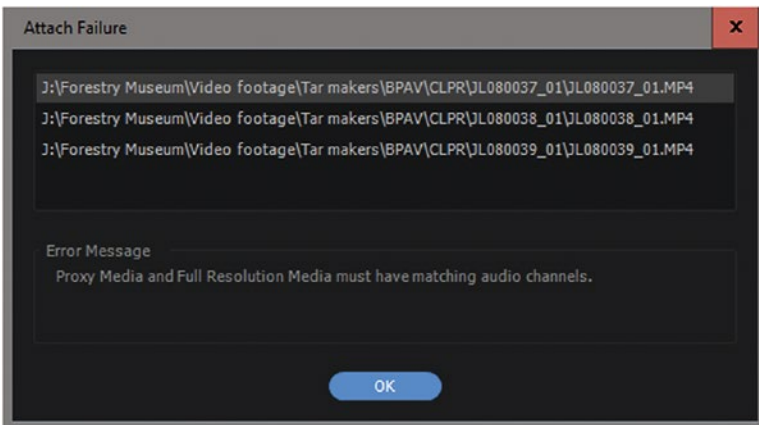 Attach Failure
x
J:\Forestry Museum\Video footage\Tar makers\BPAV\CLPR\JL080037_01\JL080037_01.MP4
J:\Forestry Museum\Video footage\Tar makers\BPAV\CLPR\JL080038_01\JL080038_01.MP4
J:\Forestry Museum\Video footage\Tar makers\BPAV\CLPR\JL080039_01\JL080039_01.MP4
Error Message
Proxy Media and Full Resolution Media must have matching audio channels.
OK